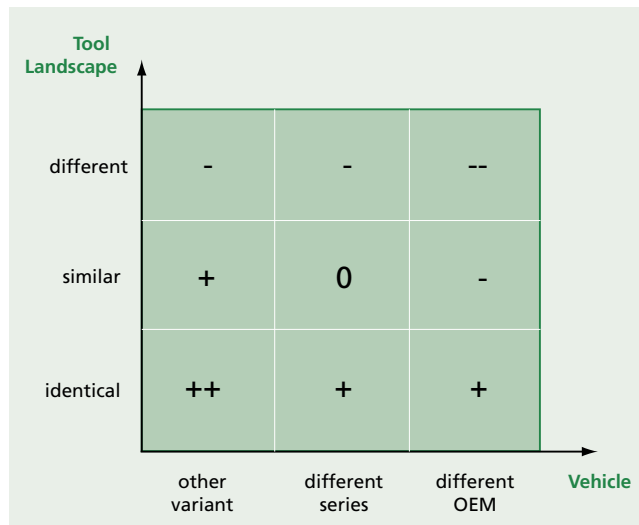 Tool
Landscape
different
-
-
--
similar
+
0
-
identical
++
+
+
other
variant
different
series
different
OEM
Vehicle